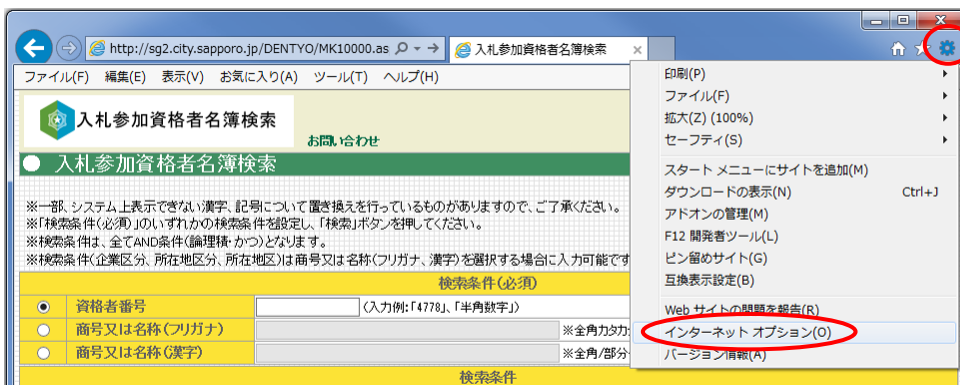 http://sg2.city.sapporo.jp/DENTYO/MK10000.as
入札参加資格者名簿検索
ファイル(F) 編集(E) 表示(V) お気に入り(A) ツール(T) ヘルプ(H)
入札参加資格者名簿検索
お問い合わせ
● 入札参加資格者名簿検索
※一部、システム上表示できない漢字、記号について置き換えを行っているものがありますので、ご了承ください。
※「検索条件(必須)」のいずれかの検索条件を設定し、「検索」ボタンを押してください。
※検索条件は、全てAND条件(論理積・かつ)となります。
※検索条件(企業区分、所在地区分、所在地区)は商号又は名称(フリガナ、漢字)を選択する場合に入力可能です
検索条件(必須)
資格者番号 (入力例:「4778」、「半角数字」)
商号又は名称(フリガナ) ※全角カタカ
商号又は名称(漢字) ※全角/部分
検索条件
印刷(P)
ファイル(F)
拡大(Z) (100%)
セーフティ(S)
スタート メニューにサイトを追加(M)
ダウンロードの表示(N) Ctrl+J
アドオンの管理(M)
F12 開発者ツール(L)
ピン留めサイト(G)
互換表示設定(B)
Web サイトの問題を報告(R)
インターネット オプション(O)
バージョン情報(A)